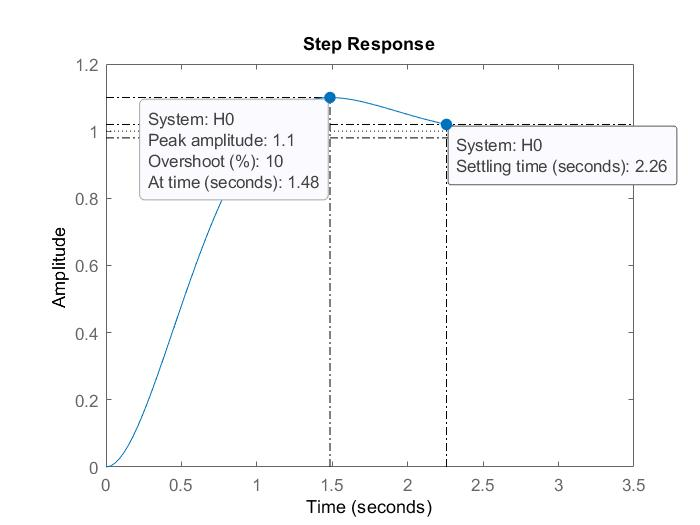 Step Response
1.2
1
0.8
0.6
0.4
0.2
0
Amplitude
System: H0
Peak amplitude: 1.1
Overshoot (%): 10
At time (seconds): 1.48
System: H0
Settling time (seconds): 2.26
0 0.5 1 1.5 2 2.5 3 3.5
Time (seconds)